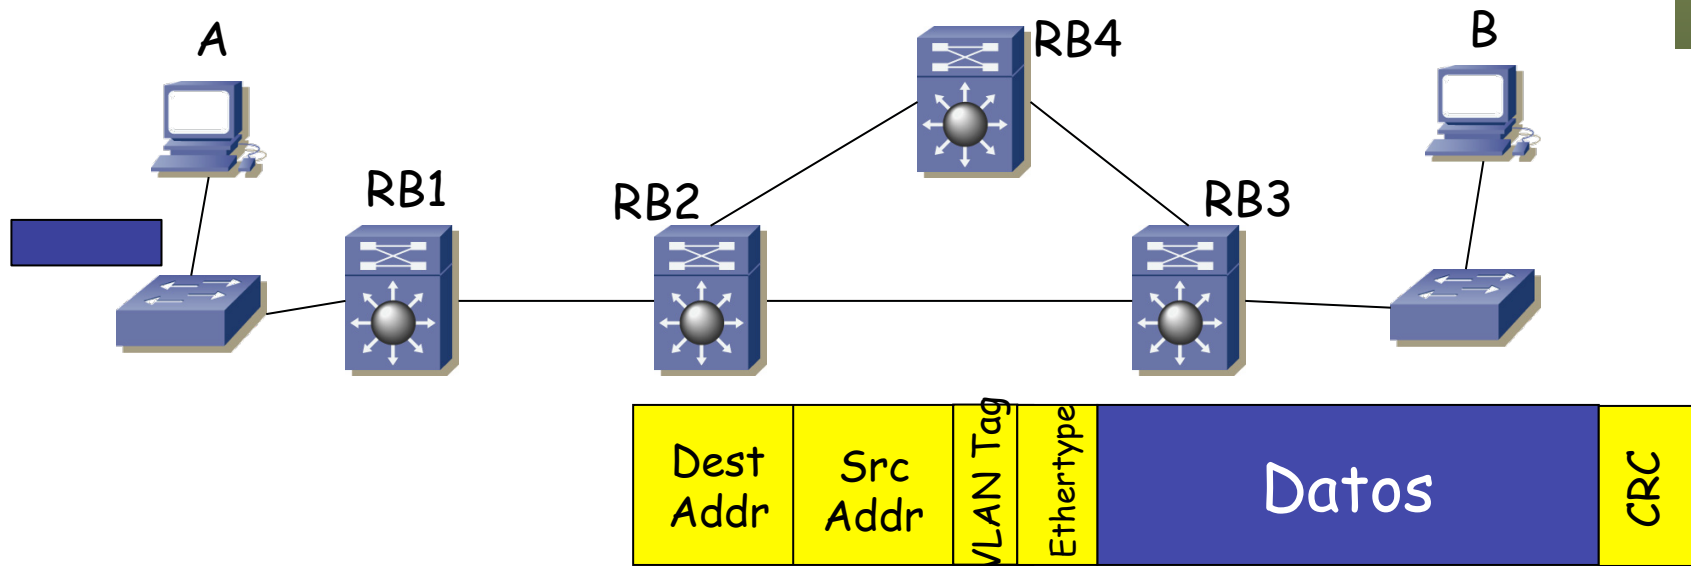 A
RB4
B
RB1
RB2
RB3
Dest
Addr
Src
Addr
VLAN Tag
Ethertype
Datos
CRC